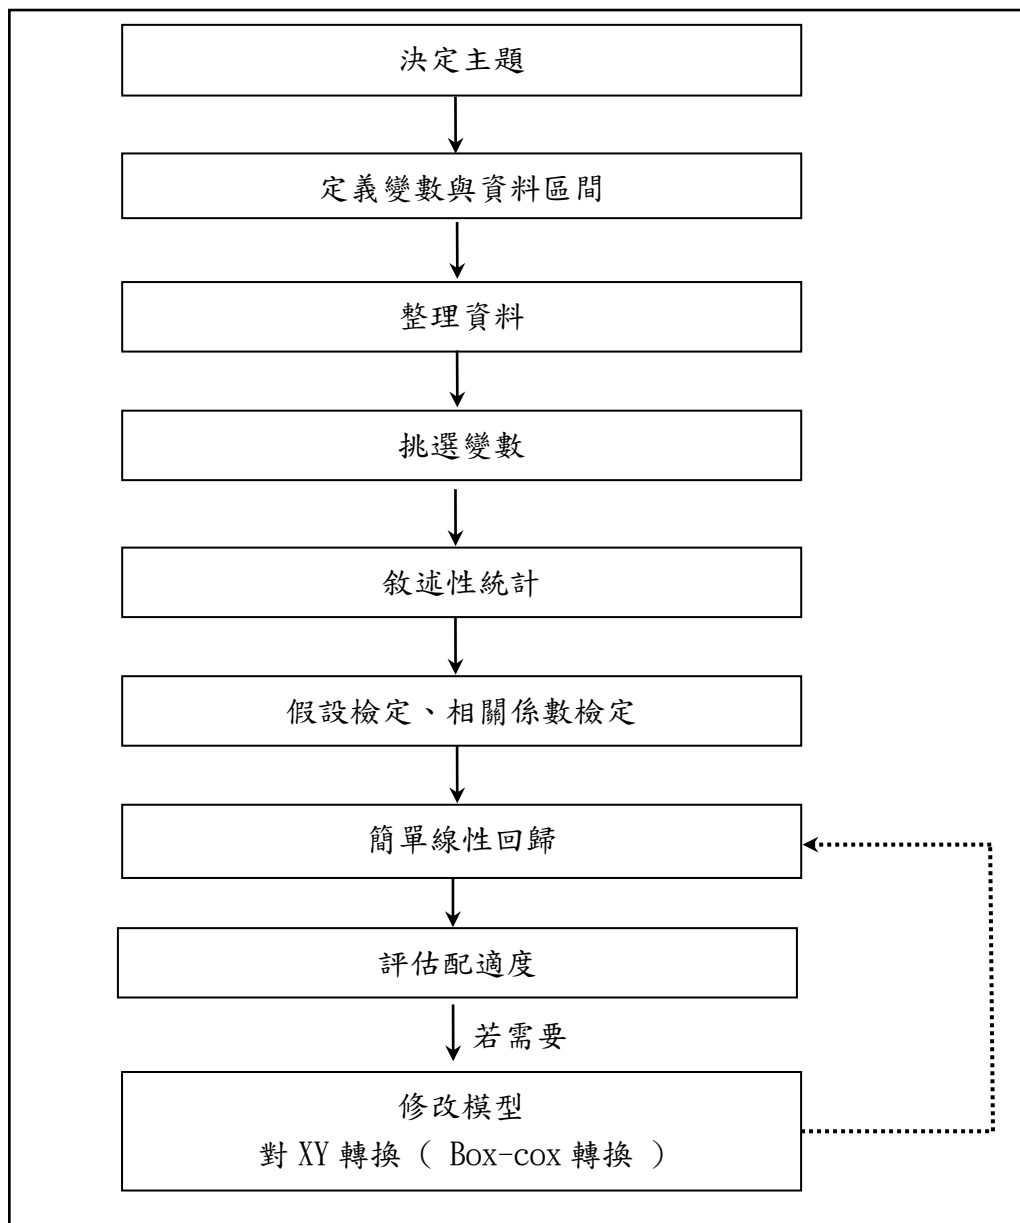 決定主題
定義變數與資料區間
整理資料
挑選變數
敘述性統計
假設檢定、相關係數檢定
簡單線性回歸
評估配適度
若需要
修改模型
對 XY 轉換（ Box-cox 轉換 ）